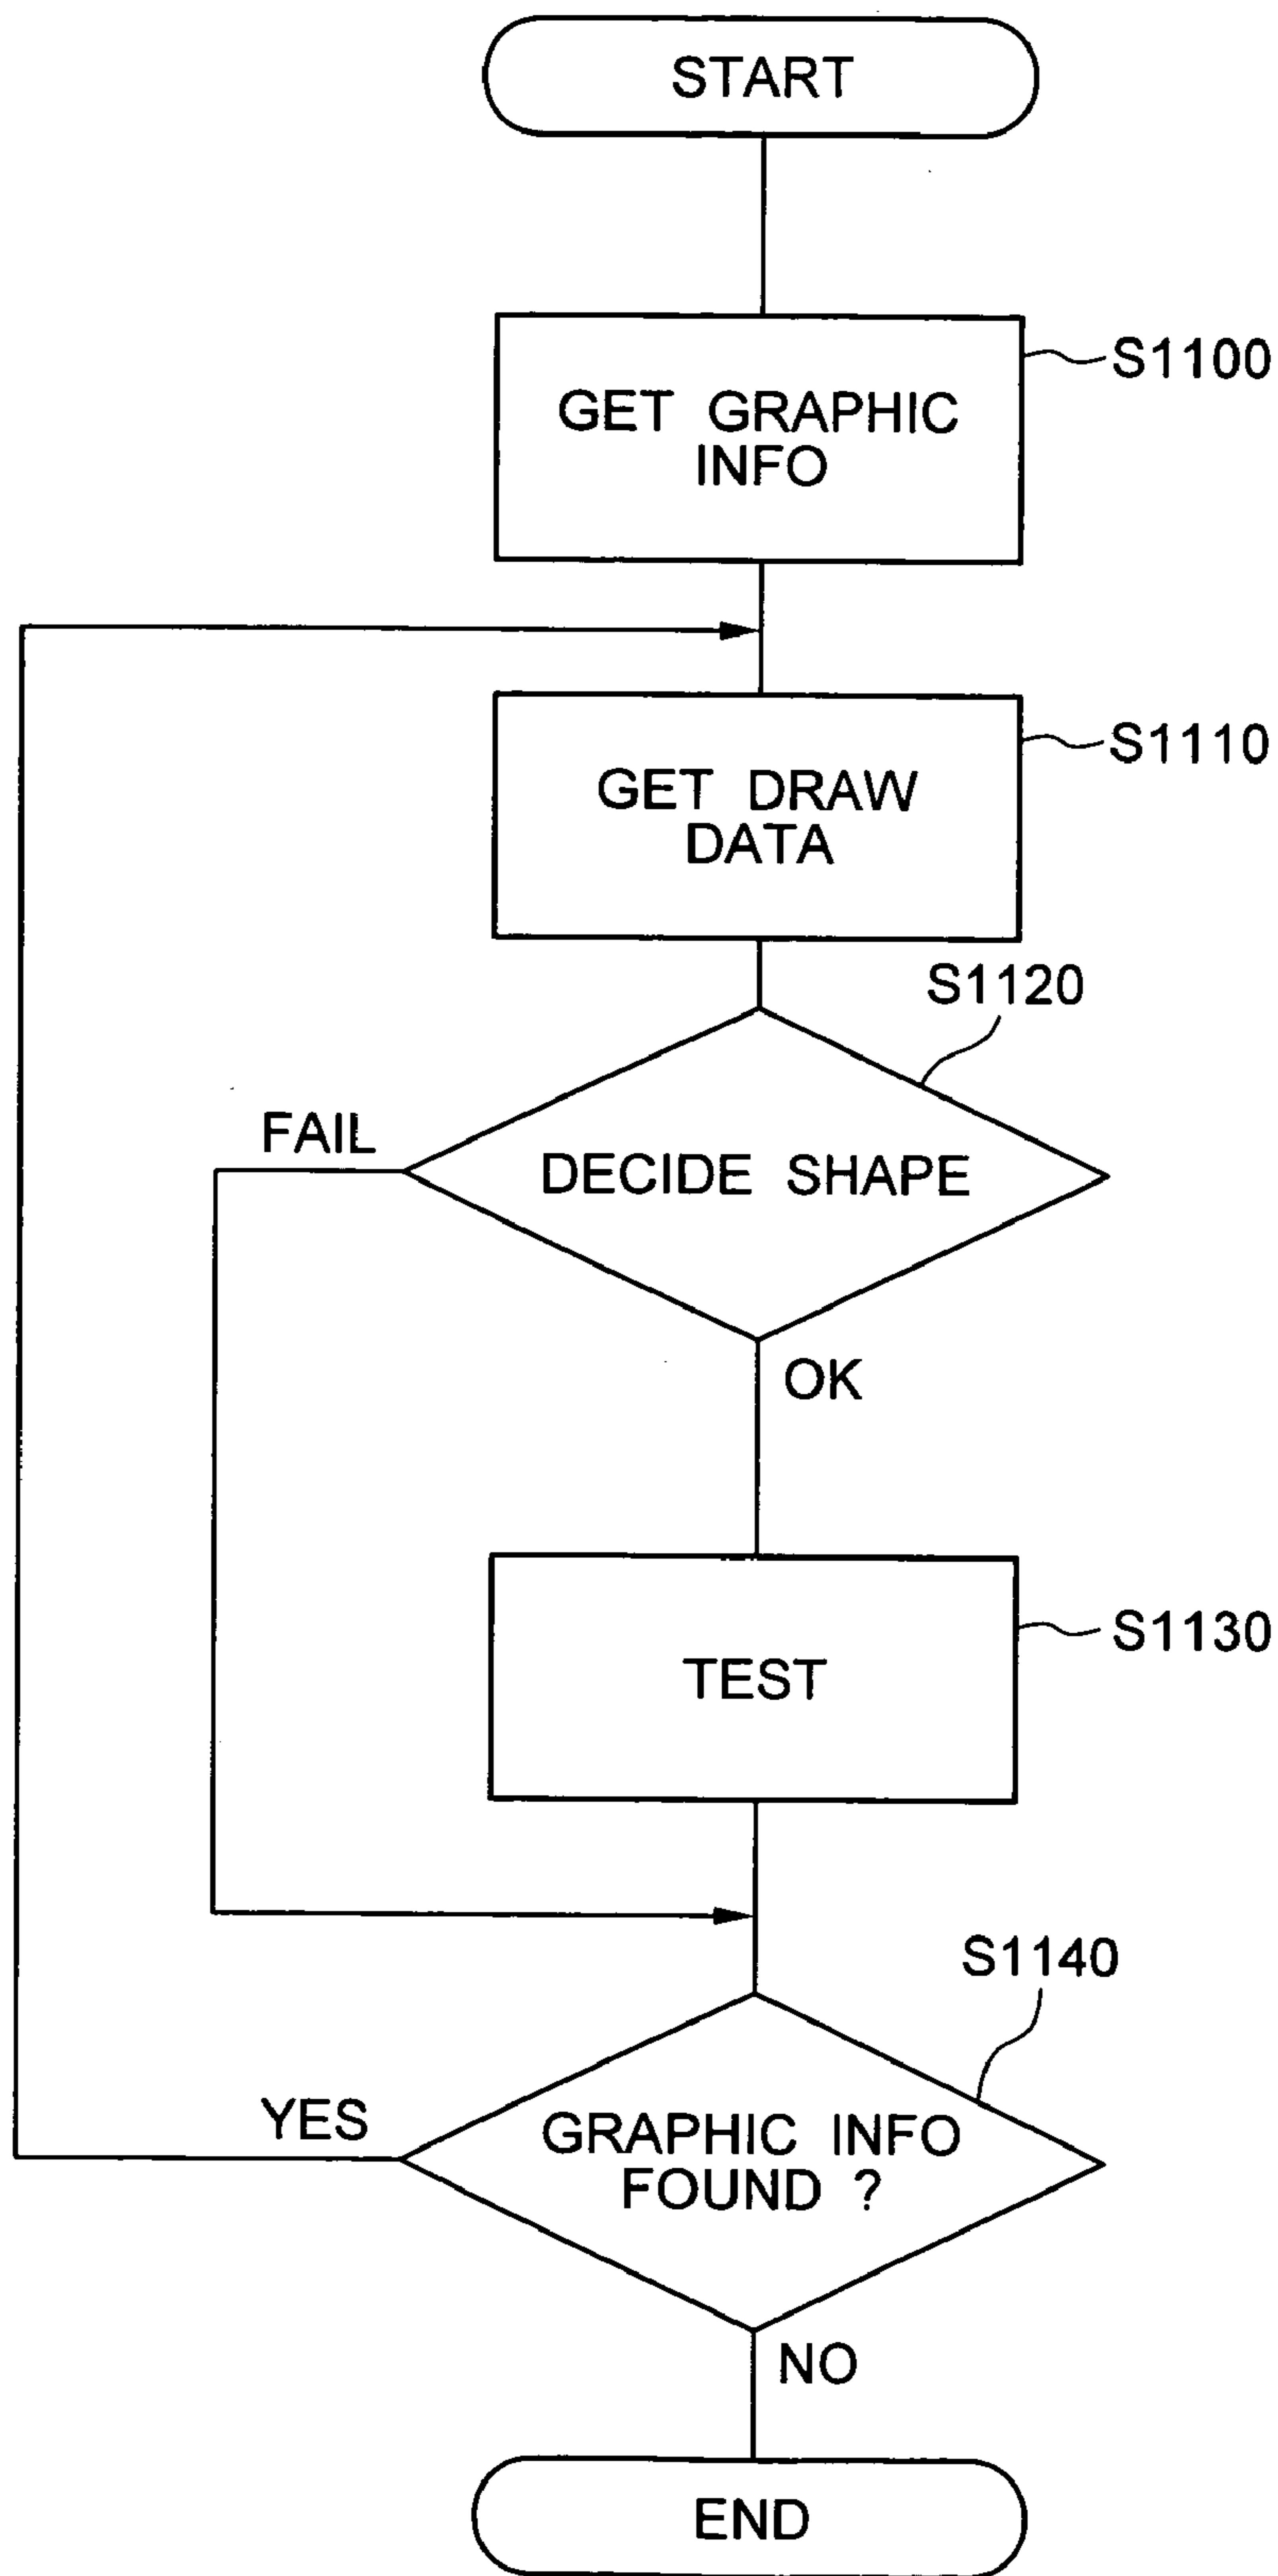 START
S1100
GET GRAPHIC
INFO
S1110
GET DRAW
DATA
S1120
FAIL
DECIDE SHAPE
OK
S1130
TEST
S1140
YES
GRAPHIC INFO
FOUND ?
NO
END